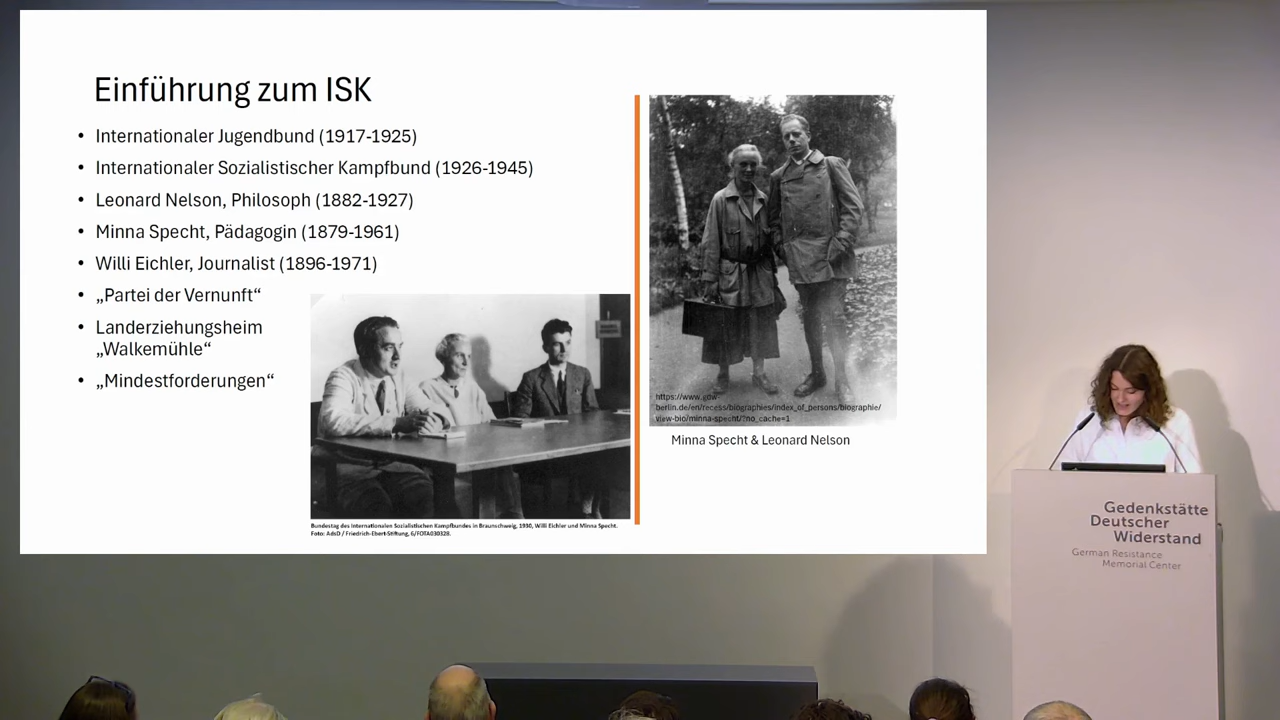 Einführung zum ISK
• Internationaler Jugendbund (1917-1925)
• Internationaler Sozialistischer Kampfbund (1926-1945)
• Leonard Nelson, Philosoph (1882-1927)
• Minna Specht, Pädagogin (1879-1961)
• Willi Eichler, Journalist (1896-1971)
• „Partei der Vernunft“
• Landerziehungsheim
„Walkemühle“
• „Mindestforderungen“
Bundestag des Internationalen Sozialistischen Kampfbundes in Braunschweig, 1930, Willi Eichler und Minna Specht.
Foto: AdsD / Friedrich-Ebert-Stiftung, 6/FOTA030328.
https://www.gdw-
berlin.de/en/recess/biographies/index_of_persons/biographie/
view-bio/minna-specht/?no_cache=1
Minna Specht & Leonard Nelson
Gedenkstätte
Deutscher
Widerstand
German Resistance
Memorial Center